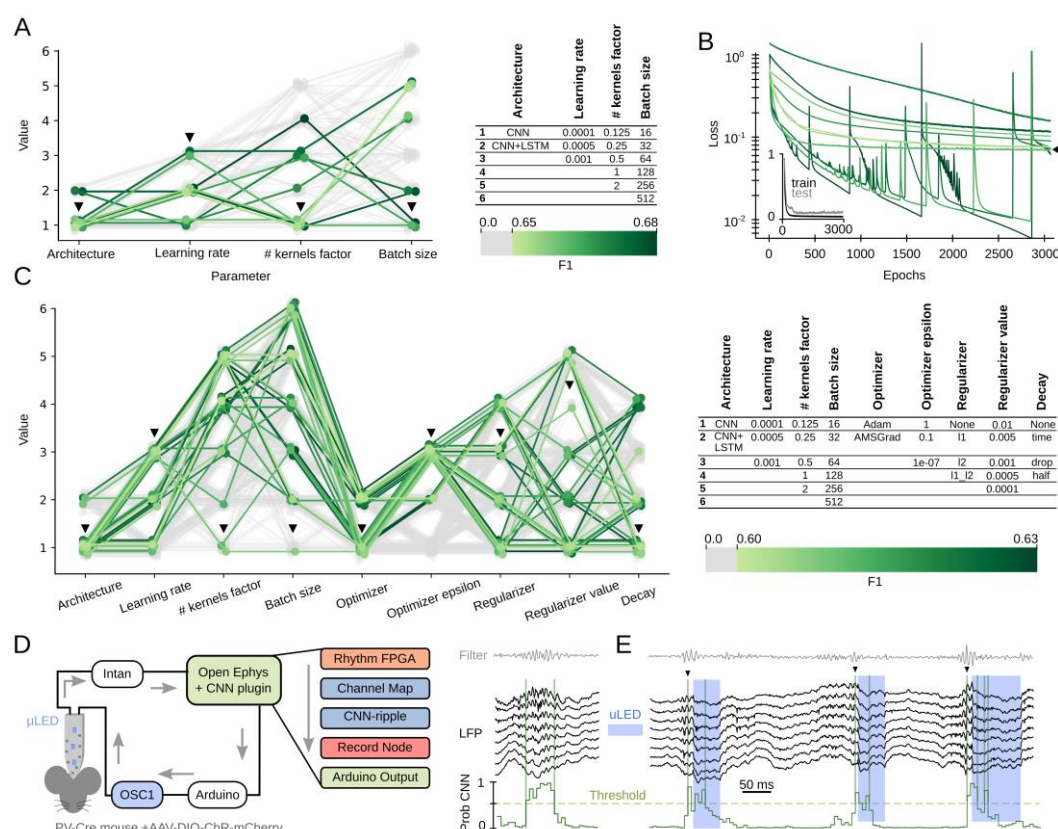 A
6
5
4
3
2
1
Value
Architecture Learning rate # kernels factor Batch size
Parameter
Architecture Learning rate # kernels factor Batch size
1 CNN 0.0001 0.125 16
2 CNN+LSTM 0.0005 0.25 32
3 0.001 0.5 64
4 1 128
5 2 256
6 512
0.0 0.65 0.68
F1
B
10^0
10^-1
10^-2
Loss
1
train
test
0
0 3000
0 500 1000 1500 2000 2500 3000
Epochs
C
6
5
4
3
2
1
Value
Architecture Learning rate # kernels factor Batch size Optimizer Optimizer epsilon Regularizer Regularizer value Decay
Architecture Learning rate # kernels factor Batch size Optimizer Optimizer epsilon Regularizer Regularizer value Decay
1 CNN 0.0001 0.125 16 Adam 1 None 0.01 None
2 CNN+ 0.0005 0.25 32 AMSGrad 0.1 l1 0.005 time
LSTM
3 0.001 0.5 64 1e-07 l2 0.001 drop
4 1 128 l1_l2 0.0005 half
5 2 256 0.0001
6 512
0.0 0.60 0.63
F1
D
Intan
Open Ephys
+ CNN plugin
µLED
OSC1
Arduino
PV-Cre mouse +AAV-DIO-ChR-mCherry
Rhythm FPGA
Channel Map
CNN-ripple
Record Node
Arduino Output
Filter
E
LFP
uLED
1
Prob CNN
0
Threshold
50 ms